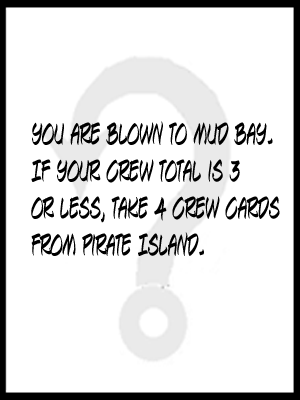 YOU ARE BLOWN TO MUD BAY.
IF YOUR CREW TOTAL IS 3
OR LESS, TAKE 4 CREW CARDS
FROM PIRATE ISLAND.